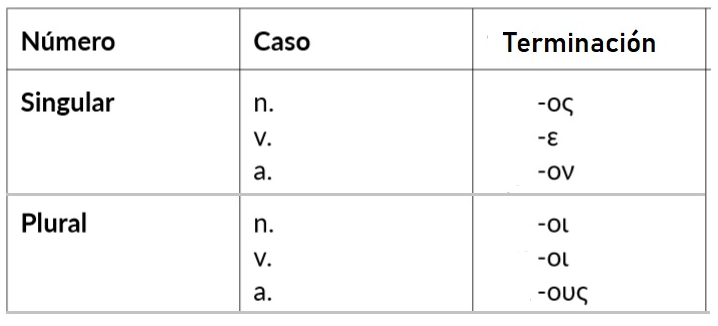 Número Caso Terminación
Singular n. -ος
v. -ε
a. -ον
Plural n. -οι
v. -οι
a. -ους